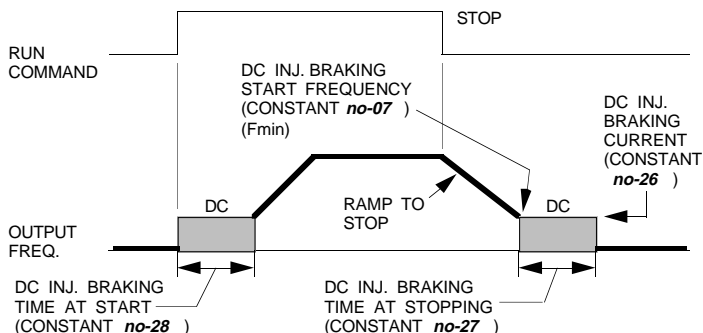 STOP
RUN
COMMAND
DC INJ. BRAKING
START FREQUENCY
(CONSTANT no-07 )
(Fmin)
DC INJ.
BRAKING
CURRENT
(CONSTANT
no-26 )
DC
RAMP TO
STOP
DC
OUTPUT
FREQ.
DC INJ. BRAKING
TIME AT START
(CONSTANT no-28 )
DC INJ. BRAKING
TIME AT STOPPING
(CONSTANT no-27 )